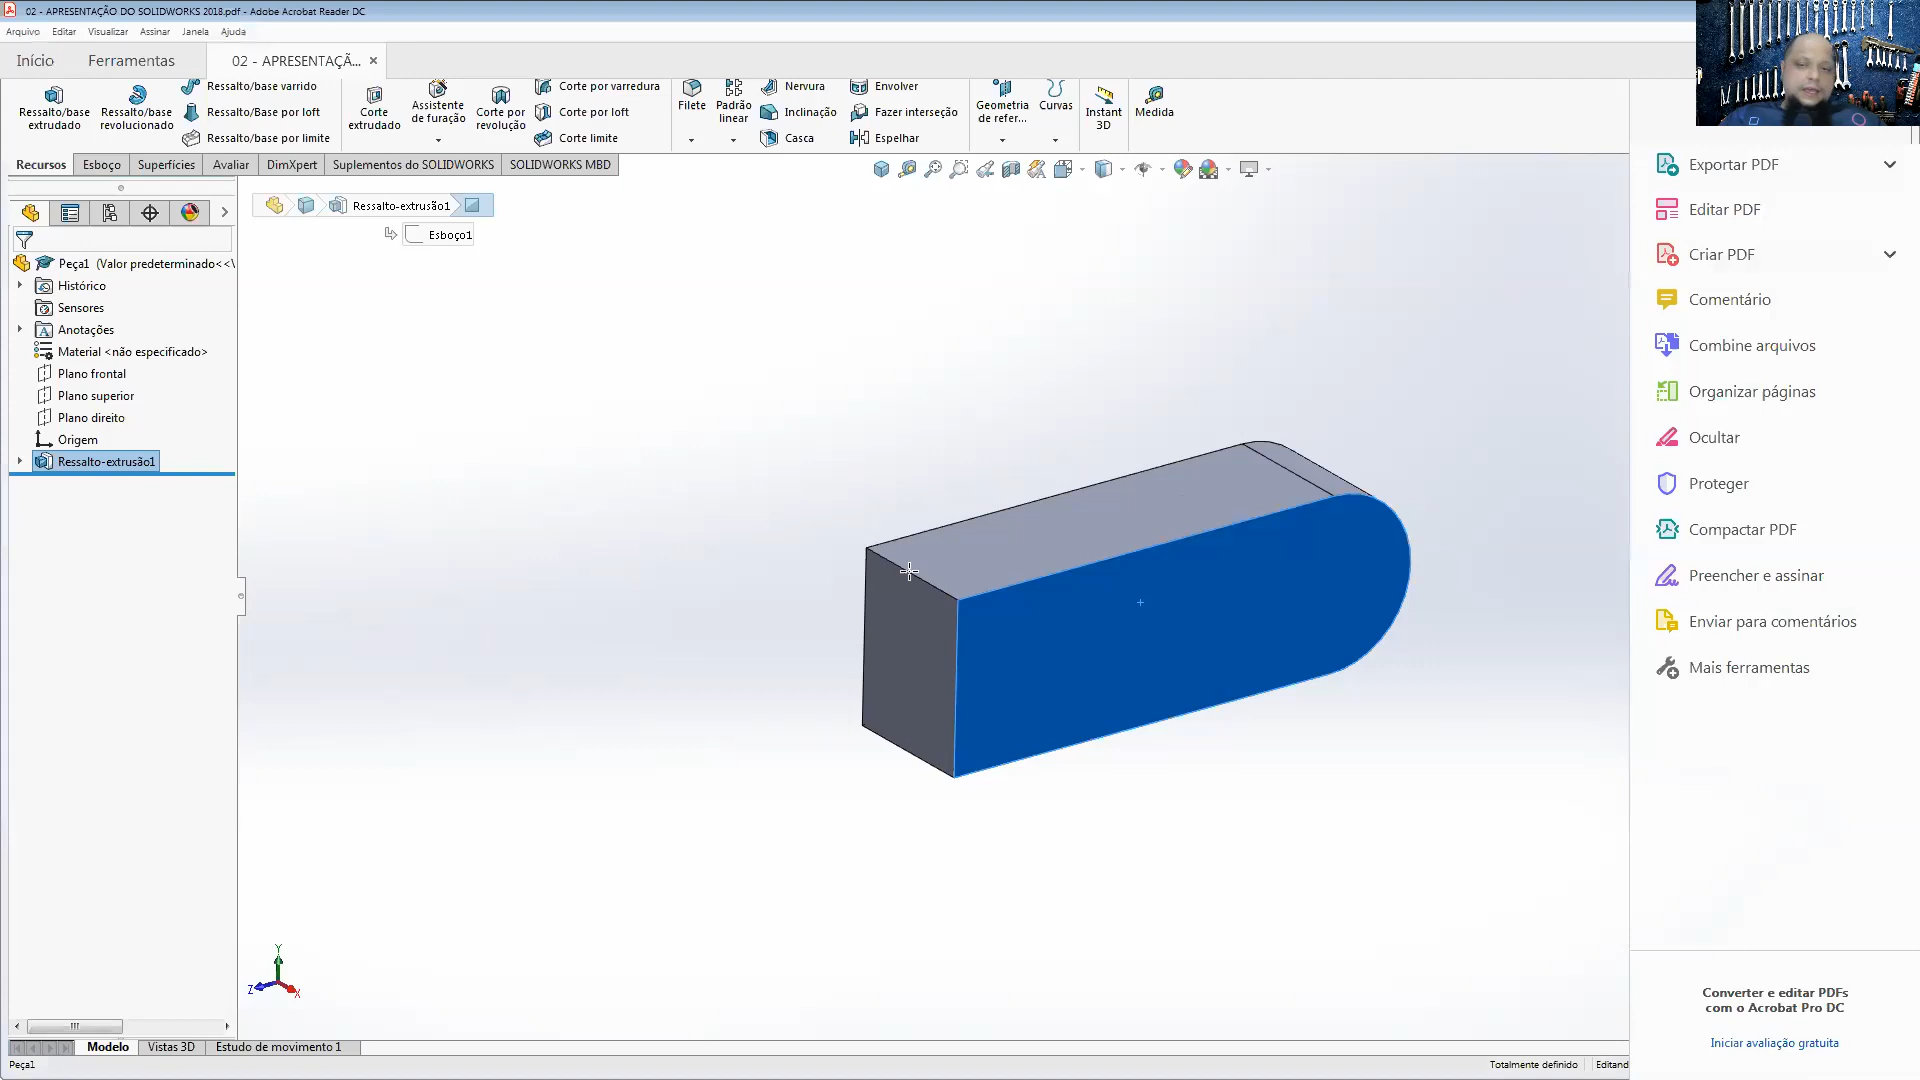 02 - APRESENTAÇÃO DO SOLIDWORKS 2018.pdf - Adobe Acrobat Reader DC
Arquivo Editar Visualizar Assinar Janela Ajuda
Início Ferramentas 02 - APRESENTAÇÃ... ×
Ressalto/base extrudado
Ressalto/base revolucionado
Ressalto/base varrido
Ressalto/base por loft
Ressalto/base por limite
Corte extrudado
Assistente de furação
Corte por revolução
Corte por varredura
Corte por loft
Corte limite
Filete
Padrão linear
Nervura
Inclinação
Casca
Envolver
Fazer interseção
Espelhar
Geometria de refer...
Curvas
Instant 3D
Medida
Recursos Esboço Superfícies Avaliar DimXpert Suplementos do SOLIDWORKS SOLIDWORKS MBD
Ressalto-extrusão1
Esboço1
Peça1 (Valor predeterminado<<\
Histórico
Sensores
Anotações
Material <não especificado>
Plano frontal
Plano superior
Plano direito
Origem
Ressalto-extrusão1
Y
Z
X
Modelo Vistas 3D Estudo de movimento 1
Peça1
Totalmente definido Editand
Exportar PDF
Editar PDF
Criar PDF
Comentário
Combine arquivos
Organizar páginas
Ocultar
Proteger
Compactar PDF
Preencher e assinar
Enviar para comentários
Mais ferramentas
Converter e editar PDFs
com o Acrobat Pro DC
Iniciar avaliação gratuita